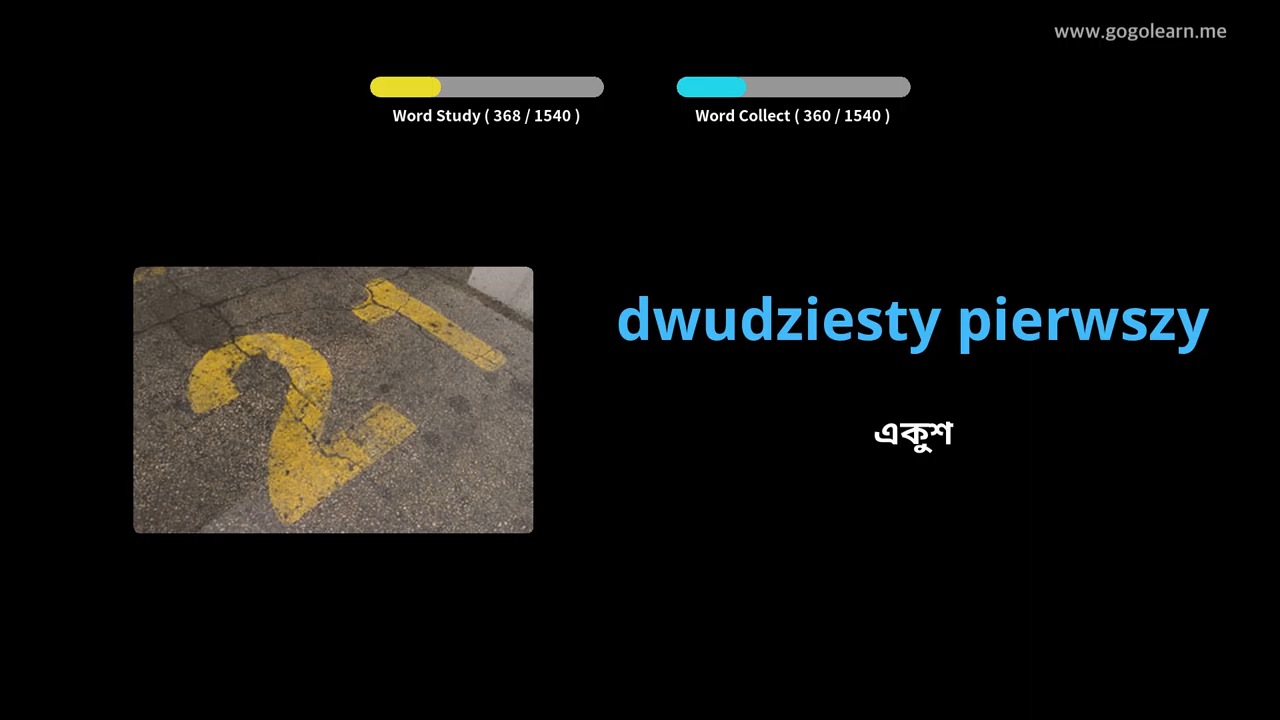 www.gogolearn.me
Word Study ( 368 / 1540 )
Word Collect ( 360 / 1540 )
21
dwudziesty pierwszy
একুশ